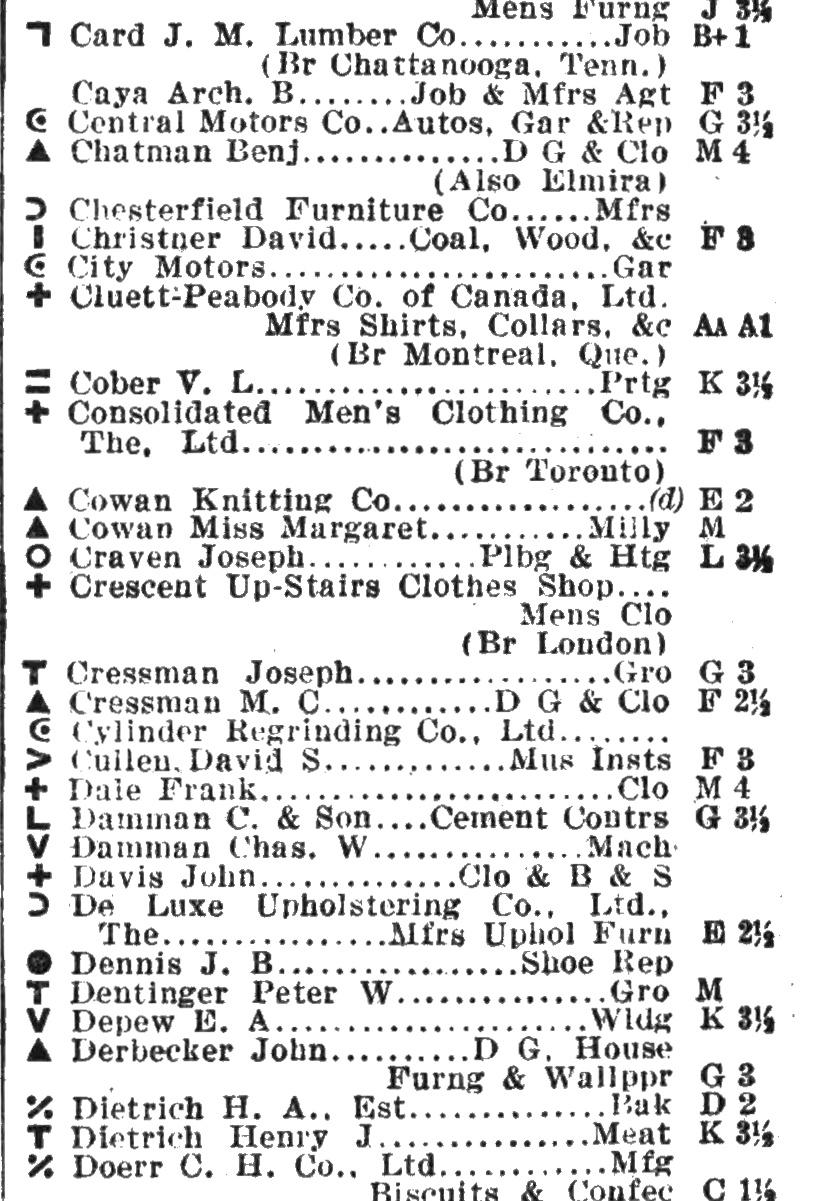 Mens Furng J 3½
Card J. M. Lumber Co...........Job B+ 1
(Br Chattanooga, Tenn.)
Caya Arch. B........Job & Mfrs Agt F 3
Central Motors Co..Autos, Gar &Rep G 3½
▲ Chatman Benj..............D G & Clo M 4
(Also Elmira)
Chesterfield Furniture Co......Mfrs
Christner David.....Coal, Wood, &c F 3
City Motors........................Gar
+ Cluett-Peabody Co. of Canada, Ltd.
Mfrs Shirts, Collars, &c AA A1
(Br Montreal, Que.)
= Cober V. L........................Prtg K 3½
+ Consolidated Men's Clothing Co.,
The, Ltd.............................. F 3
(Br Toronto)
▲ Cowan Knitting Co...................(d) E 2
▲ Cowan Miss Margaret...........Milly M
O Craven Joseph.............Plbg & Htg L 3½
+ Crescent Up-Stairs Clothes Shop....
Mens Clo
(Br London)
T Cressman Joseph..................Gro G 3
▲ Cressman M. C............D G & Clo F 2½
Cylinder Regrinding Co., Ltd........
> Cullen David S..............Mus Insts F 3
+ Dale Frank.........................Clo M 4
L Damman C. & Son....Cement Contrs G 3½
V Damman Chas. W...............Mach
+ Davis John..............Clo & B & S
De Luxe Upholstering Co., Ltd.,
The................Mfrs Uphol Furn E 2½
● Dennis J. B.................Shoe Rep
T Dentinger Peter W...............Gro M
V Depew E. A......................Wldg K 3½
▲ Derbecker John..........D G, House
Furng & Wallppr G 3
Dietrich H. A., Est..............Bak D 2
T Dietrich Henry J...............Meat K 3½
Doerr C. H. Co., Ltd............Mfg
Biscuits & Confec C 1½